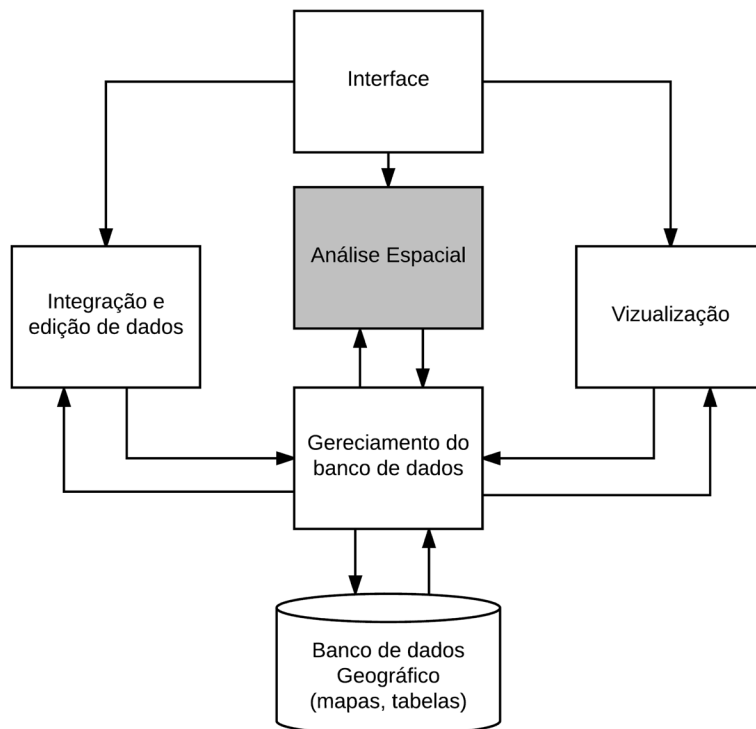 Interface
Análise Espacial
Integração e
edição de dados
Vizualização
Gereciamento do
banco de dados
Banco de dados
Geográfico
(mapas, tabelas)